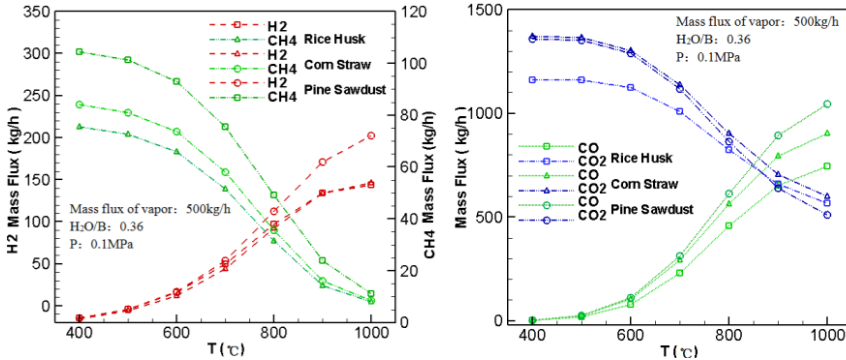 350
300
250
200
150
100
50
0
H2 Mass Flux ( kg/h)
400
600
800
1000
T (℃)
120
100
80
60
40
20
0
CH4 Mass Flux (kg/h)
H2
CH4 Rice Husk
H2
CH4 Corn Straw
H2
CH4 Pine Sawdust
Mass flux of vapor：500kg/h
H₂O/B：0.36
P：0.1MPa
1500
1000
500
0
Mass Flux ( kg/h)
400
500
600
700
800
900
1000
T(℃)
Mass flux of vapor：500kg/h
H₂O/B：0.36
P：0.1MPa
CO
CO2 Rice Husk
CO
CO2 Corn Straw
CO
CO2 Pine Sawdust